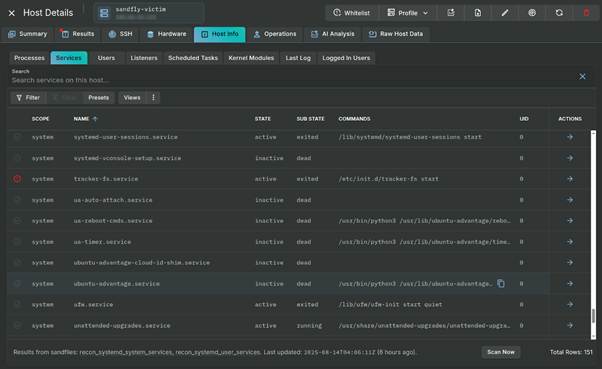 Host Details
sandfly-victim
Whitelist
Profile
Summary
Results
SSH
Hardware
Host Info
Operations
AI Analysis
Raw Host Data
Processes
Services
Users
Listeners
Scheduled Tasks
Kernel Modules
Last Log
Logged In Users
Search
Search services on this host...
Filter
Presets
Views
SCOPE NAME STATE SUB STATE COMMANDS UID ACTIONS
system systemd-user-sessions.service active exited /lib/systemd/systemd-user-sessions start 0
system systemd-vconsole-setup.service inactive dead 0
system tracker-fs.service active exited /etc/init.d/tracker-fs start 0
system ua-auto-attach.service inactive dead 0
system ua-reboot-cmds.service inactive dead /usr/bin/python3 /usr/lib/ubuntu-advantage/rebo… 0
system ua-timer.service inactive dead /usr/bin/python3 /usr/lib/ubuntu-advantage/time… 0
system ubuntu-advantage-cloud-id-shim.service inactive dead 0
system ubuntu-advantage.service inactive dead /usr/bin/python3 /usr/lib/ubuntu-advantage… 0
system ufw.service active exited /lib/ufw/ufw-init start quiet 0
system unattended-upgrades.service active running /usr/share/unattended-upgrades/unattended-upgra… 0
Results from sandflies: recon_systemd_system_services, recon_systemd_user_services. Last updated: 2025-08-14T04:06:11Z (6 hours ago).
Scan Now
Total Rows: 151